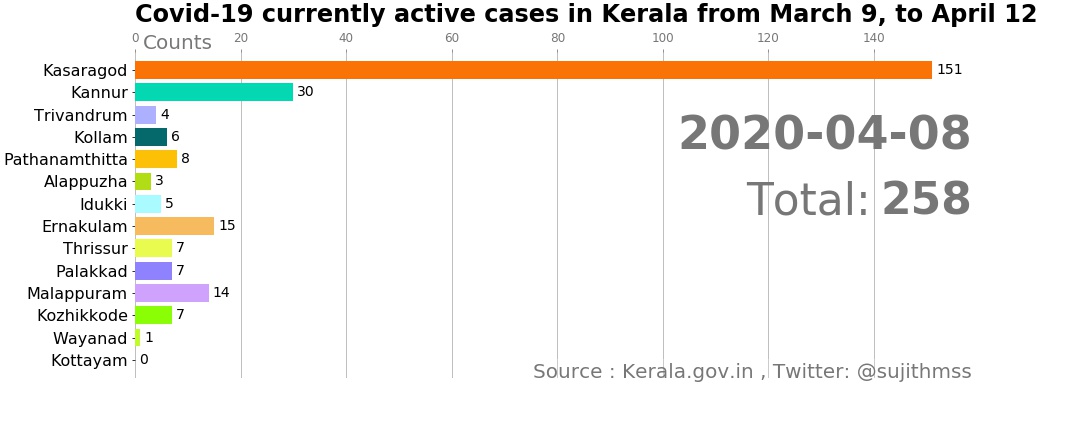 Covid-19 currently active cases in Kerala from March 9, to April 12
0 20 40 60 80 100 120 140
Counts
Kasaragod 151
Kannur 30
Trivandrum 4
Kollam 6
Pathanamthitta 8
Alappuzha 3
Idukki 5
Ernakulam 15
Thrissur 7
Palakkad 7
Malappuram 14
Kozhikkode 7
Wayanad 1
Kottayam 0
2020-04-08
Total: 258
Source : Kerala.gov.in , Twitter: @sujithmss